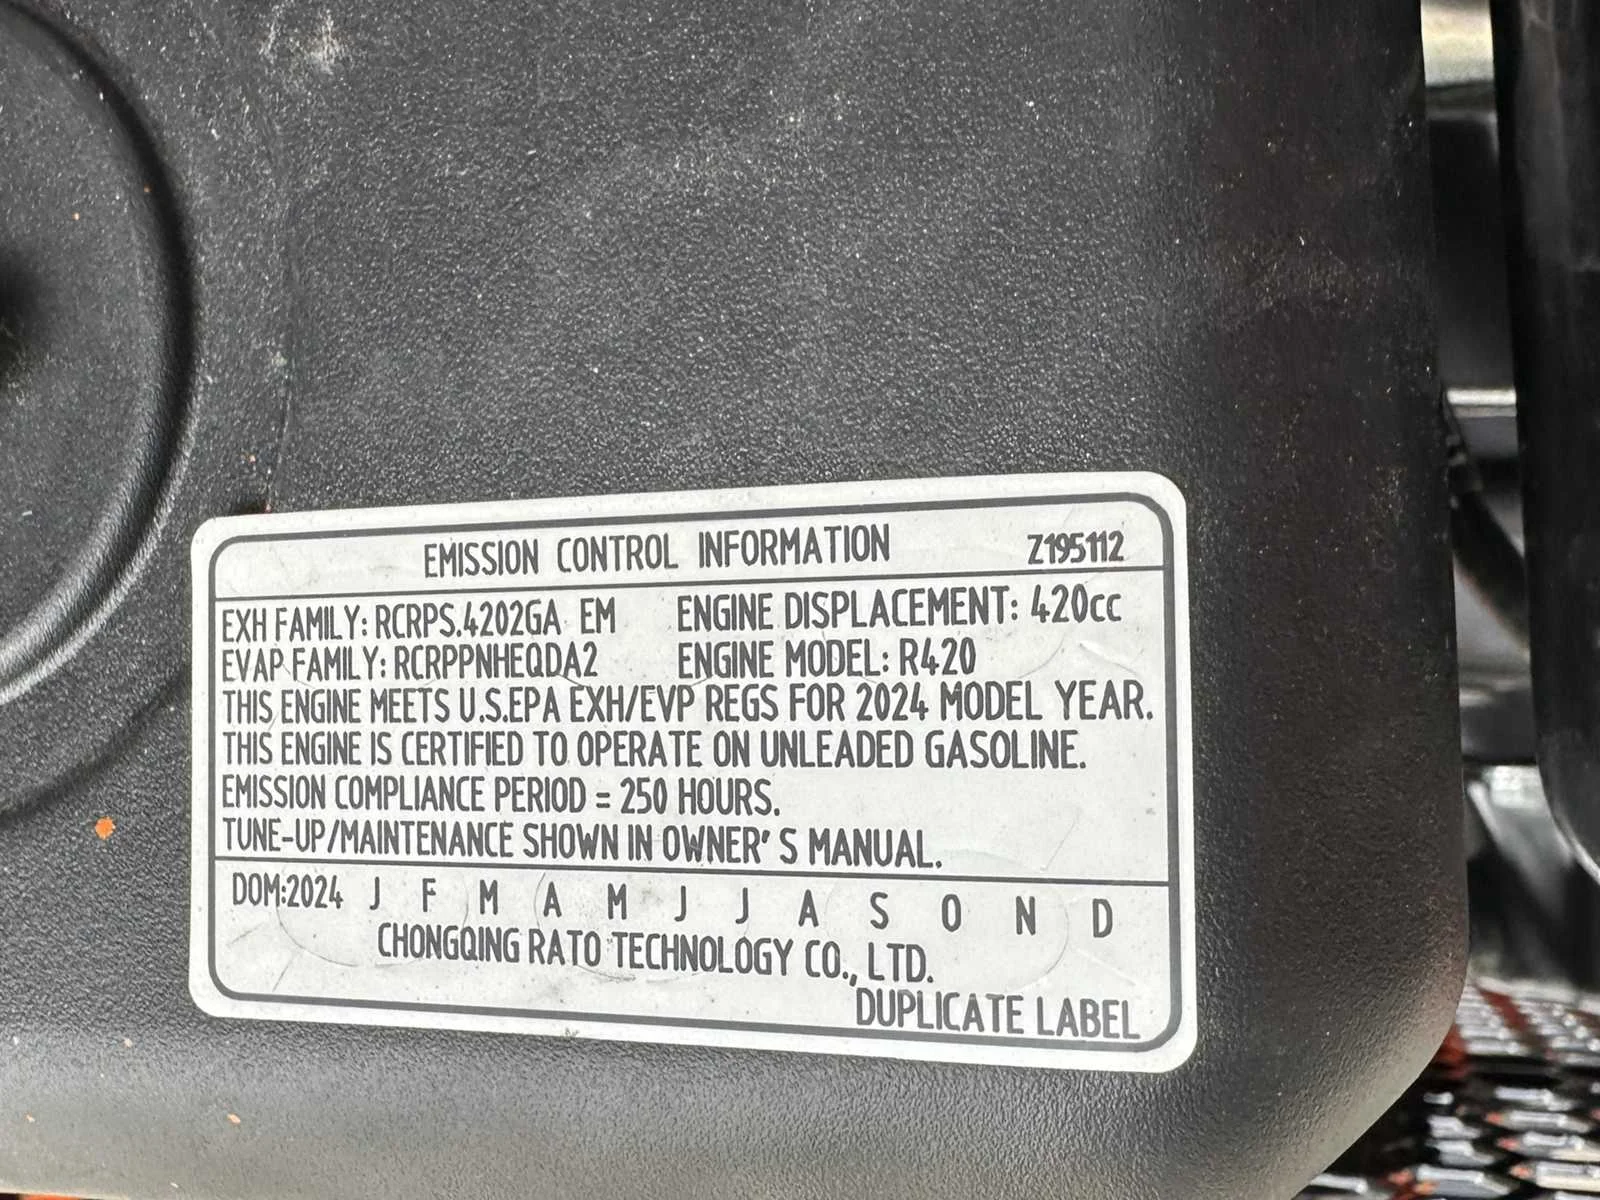 EMISSION CONTROL INFORMATION Z195112
EXH FAMILY: RCRPS.4202GA EM ENGINE DISPLACEMENT: 420cc
EVAP FAMILY: RCRPPNHEQDA2 ENGINE MODEL: R420
THIS ENGINE MEETS U.S.EPA EXH/EVP REGS FOR 2024 MODEL YEAR.
THIS ENGINE IS CERTIFIED TO OPERATE ON UNLEADED GASOLINE.
EMISSION COMPLIANCE PERIOD = 250 HOURS.
TUNE-UP/MAINTENANCE SHOWN IN OWNER' S MANUAL.
DOM:2024 J F M A M J J A S O N D
CHONGQING RATO TECHNOLOGY CO., LTD.
DUPLICATE LABEL